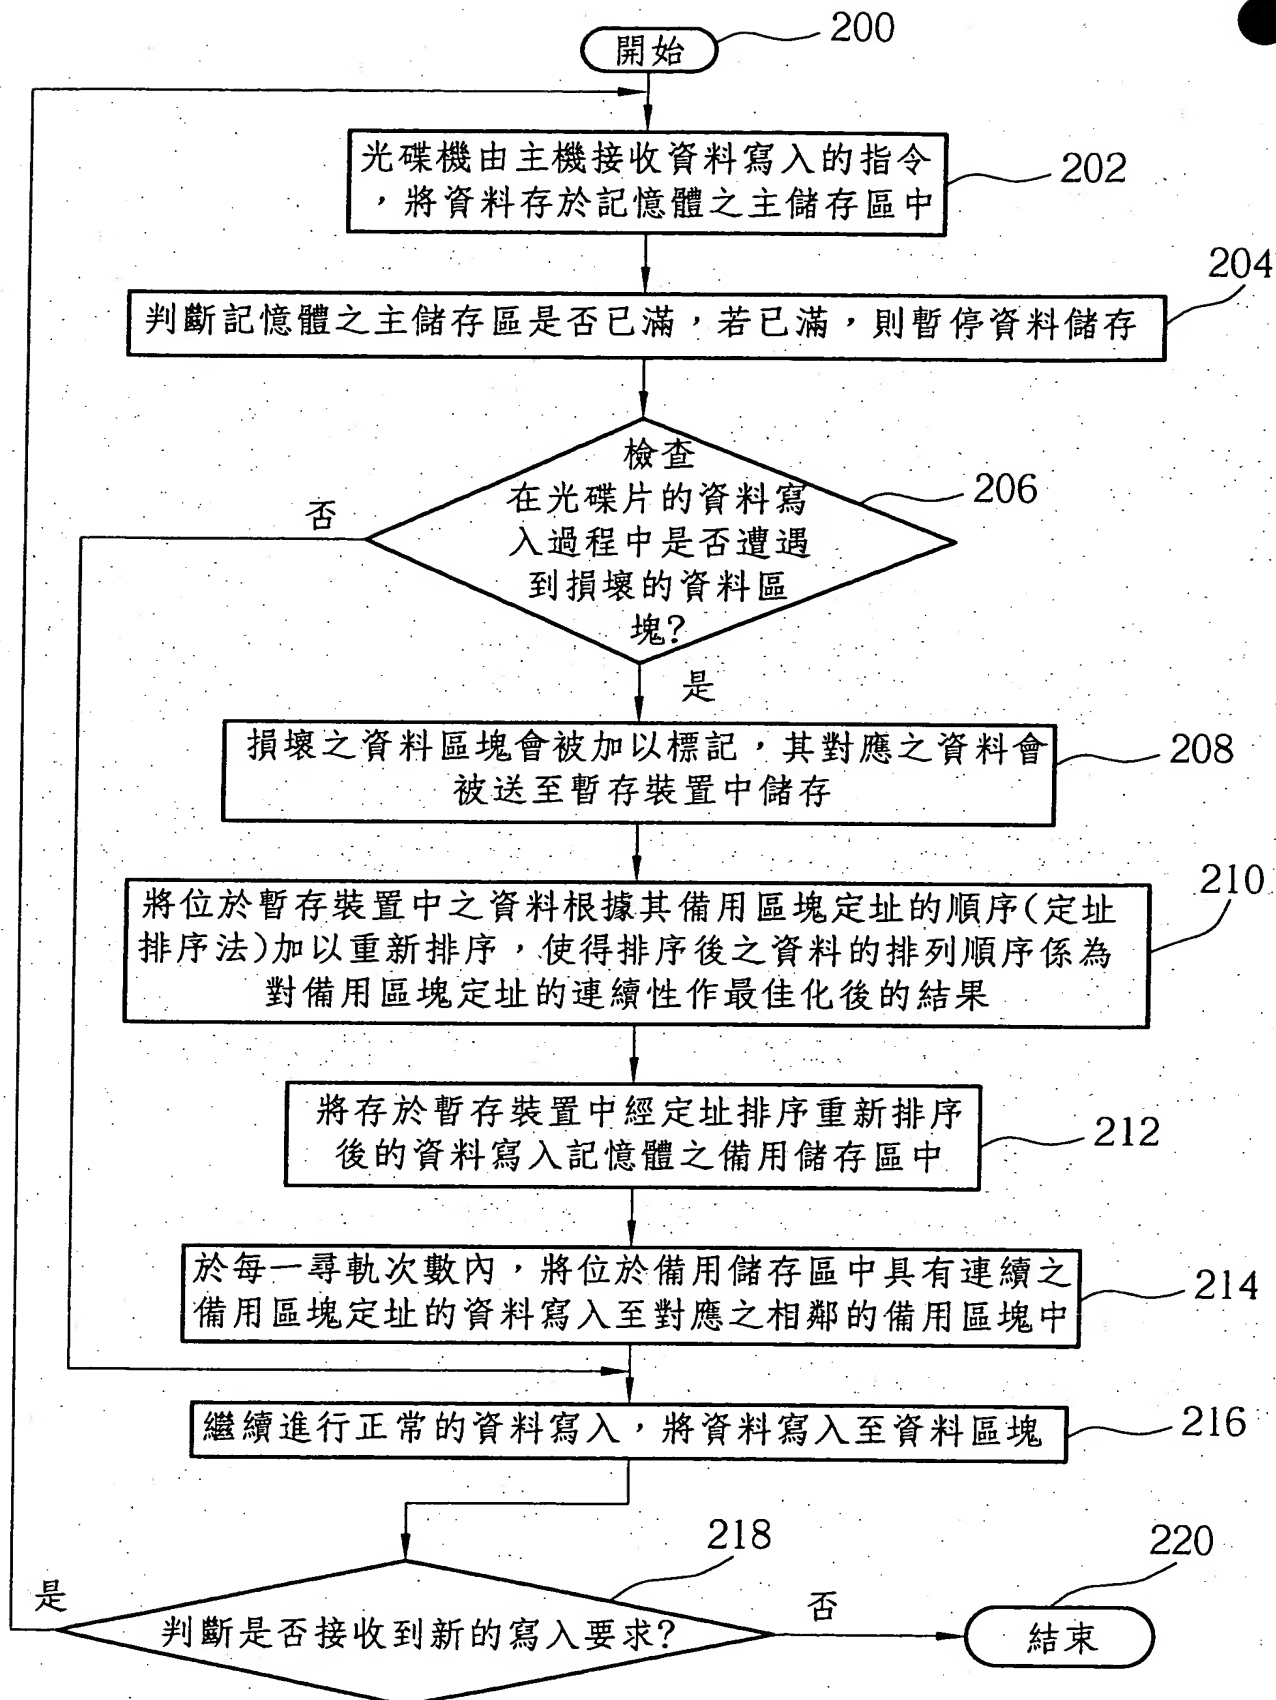 開始
200
光碟機由主機接收資料寫入的指令
，將資料存於記憶體之主儲存區中
202
204
判斷記憶體之主儲存區是否已滿，若已滿，則暫停資料儲存
檢查
在光碟片的資料寫
入過程中是否遭遇
到損壞的資料區
塊?
206
否
是
損壞之資料區塊會被加以標記，其對應之資料會
被送至暫存裝置中儲存
208
210
將位於暫存裝置中之資料根據其備用區塊定址的順序(定址
排序法)加以重新排序，使得排序後之資料的排列順序係為
對備用區塊定址的連續性作最佳化後的結果
將存於暫存裝置中經定址排序重新排序
後的資料寫入記憶體之備用儲存區中
212
於每一尋軌次數內，將位於備用儲存區中具有連續之
備用區塊定址的資料寫入至對應之相鄰的備用區塊中
214
繼續進行正常的資料寫入，將資料寫入至資料區塊
216
218
220
是
判斷是否接收到新的寫入要求?
否
結束